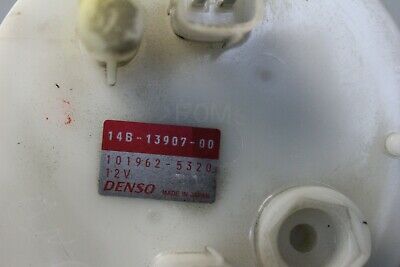 14B-13907-00
101962-5320
12V
DENSO MADE IN JAPAN